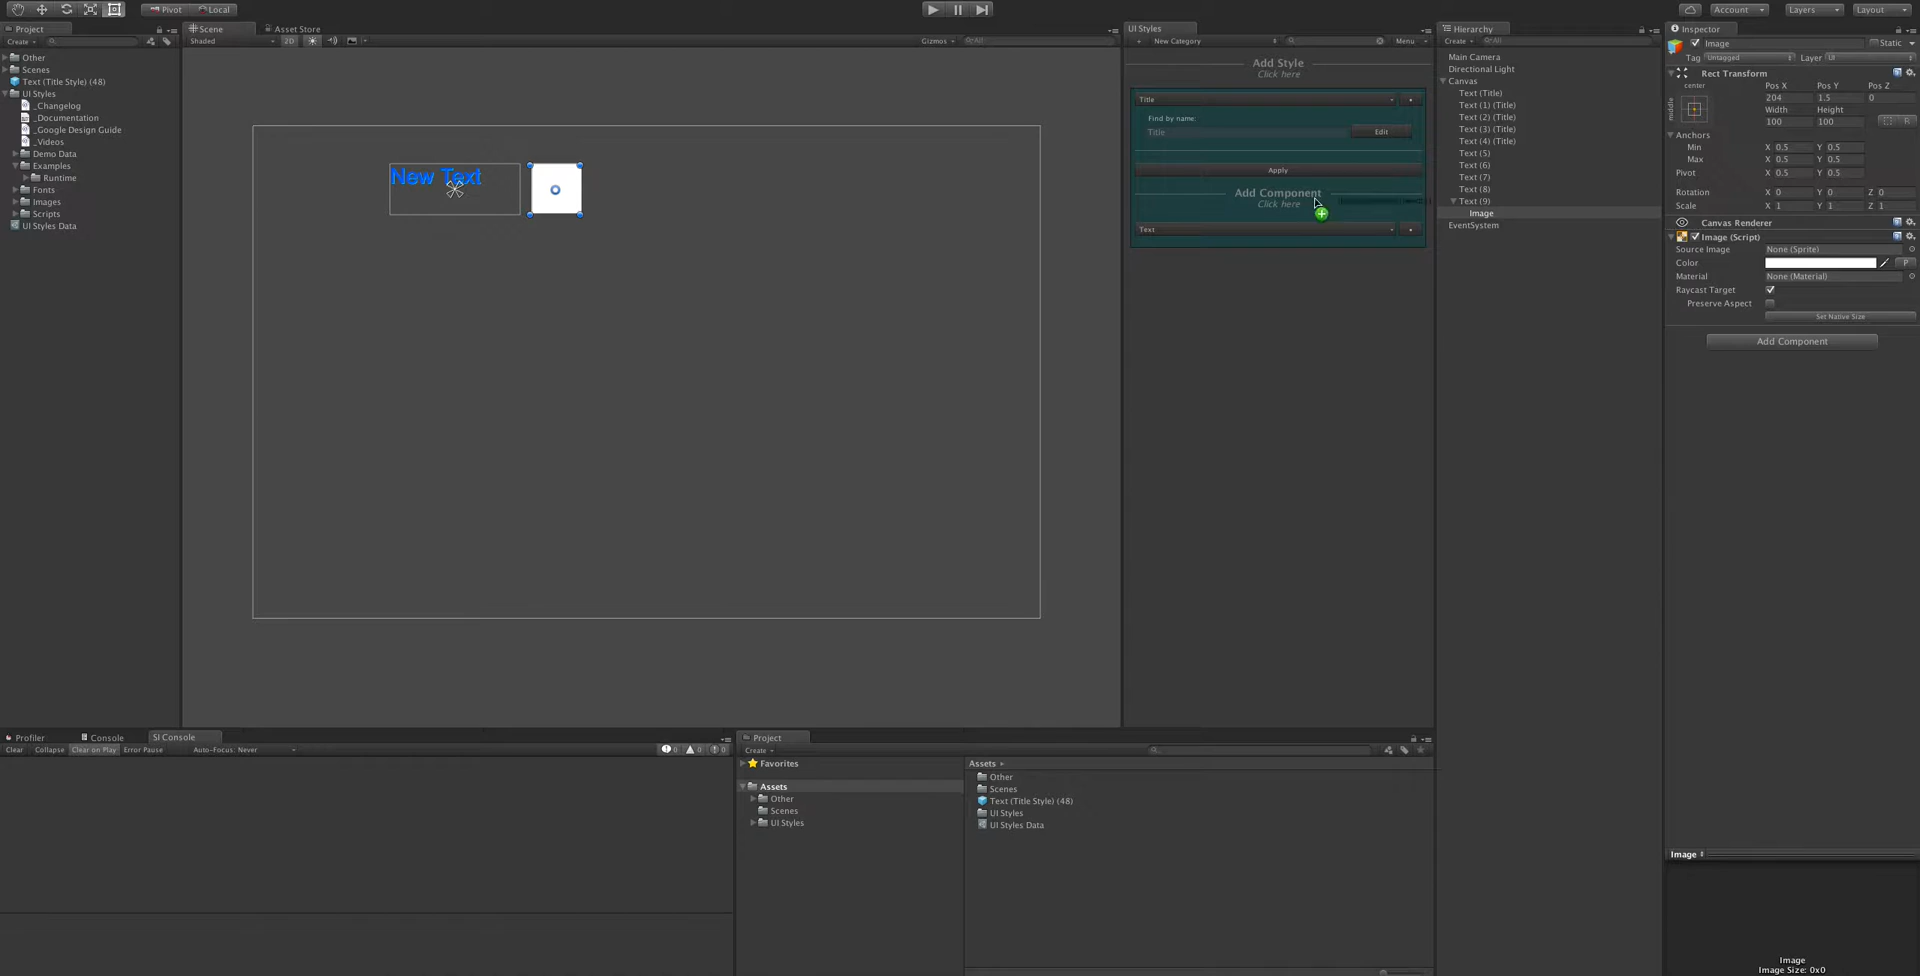 Pivot Local
Account Layers Layout
Project
Create
Other
Scenes
Text (Title Style) (48)
UI Styles
_Changelog
_Documentation
_Google Design Guide
_Videos
Demo Data
Examples
Runtime
Fonts
Images
Scripts
UI Styles Data
Scene Asset Store
Shaded 2D Gizmos All
New Text
UI Styles
New Category Menu
Add Style
Click here
Title
Find by name:
Title Edit
Apply
Add Component
Click here
Text
Hierarchy
Create All
Main Camera
Directional Light
Canvas
Text (Title)
Text (1) (Title)
Text (2) (Title)
Text (3) (Title)
Text (4) (Title)
Text (5)
Text (6)
Text (7)
Text (8)
Text (9)
Image
EventSystem
Inspector
Image Static
Tag Untagged Layer UI
Rect Transform
center Pos X Pos Y Pos Z
middle 204 1.5 0
Width Height
100 100 R
Anchors
Min X 0.5 Y 0.5
Max X 0.5 Y 0.5
Pivot X 0.5 Y 0.5
Rotation X 0 Y 0 Z 0
Scale X 1 Y 1 Z 1
Canvas Renderer
Image (Script)
Source Image None (Sprite)
Color P
Material None (Material)
Raycast Target
Preserve Aspect
Set Native Size
Add Component
Profiler Console SI Console
Clear Collapse Clear on Play Error Pause Auto-Focus: Never 0 0 0
Project
Create
Favorites
Assets
Other
Scenes
UI Styles
Assets
Other
Scenes
Text (Title Style) (48)
UI Styles
UI Styles Data
Image
Image
Image Size: 0x0